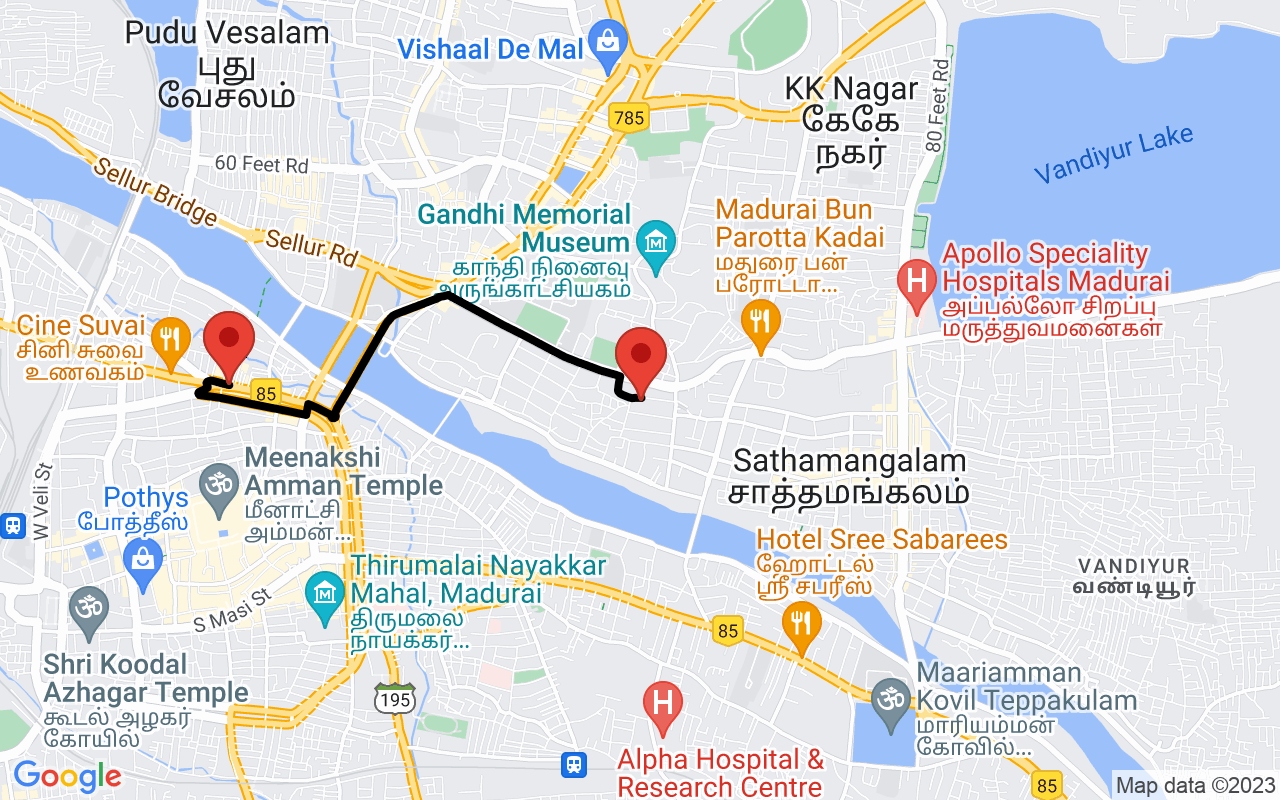 Pudu Vesalam
புது
வேசலம்
Vishaal De Mal
KK Nagar
கேகே
நகர்
785
80 Feet Rd
60 Feet Rd
Vandiyur Lake
Sellur Bridge
Sellur Rd
Gandhi Memorial
Museum
காந்தி நினைவு
அருங்காட்சியகம்
Madurai Bun
Parotta Kadai
மதுரை பன்
பரோட்டா...
Apollo Speciality
Hospitals Madurai
அப்பல்லோ சிறப்பு
மருத்துவமனைகள்
Cine Suvai
சினி சுவை
உணவகம்
85
Meenakshi
Amman Temple
மீனாட்சி
அம்மன்...
Sathamangalam
சாத்தமங்கலம்
W Veli St
Pothys
போத்தீஸ்
Hotel Sree Sabarees
ஹோட்டல்
ஸ்ரீ சபரீஸ்
VANDIYUR
வண்டியூர்
Thirumalai Nayakkar
Mahal, Madurai
திருமலை
நாயக்கர்...
S Masi St
85
Shri Koodal
Azhagar Temple
கூடல் அழகர்
கோயில்
195
Maariamman
Kovil Teppakulam
மாரியம்மன்
கோவில்...
Alpha Hospital &
Research Centre
85
Google
Map data ©2023